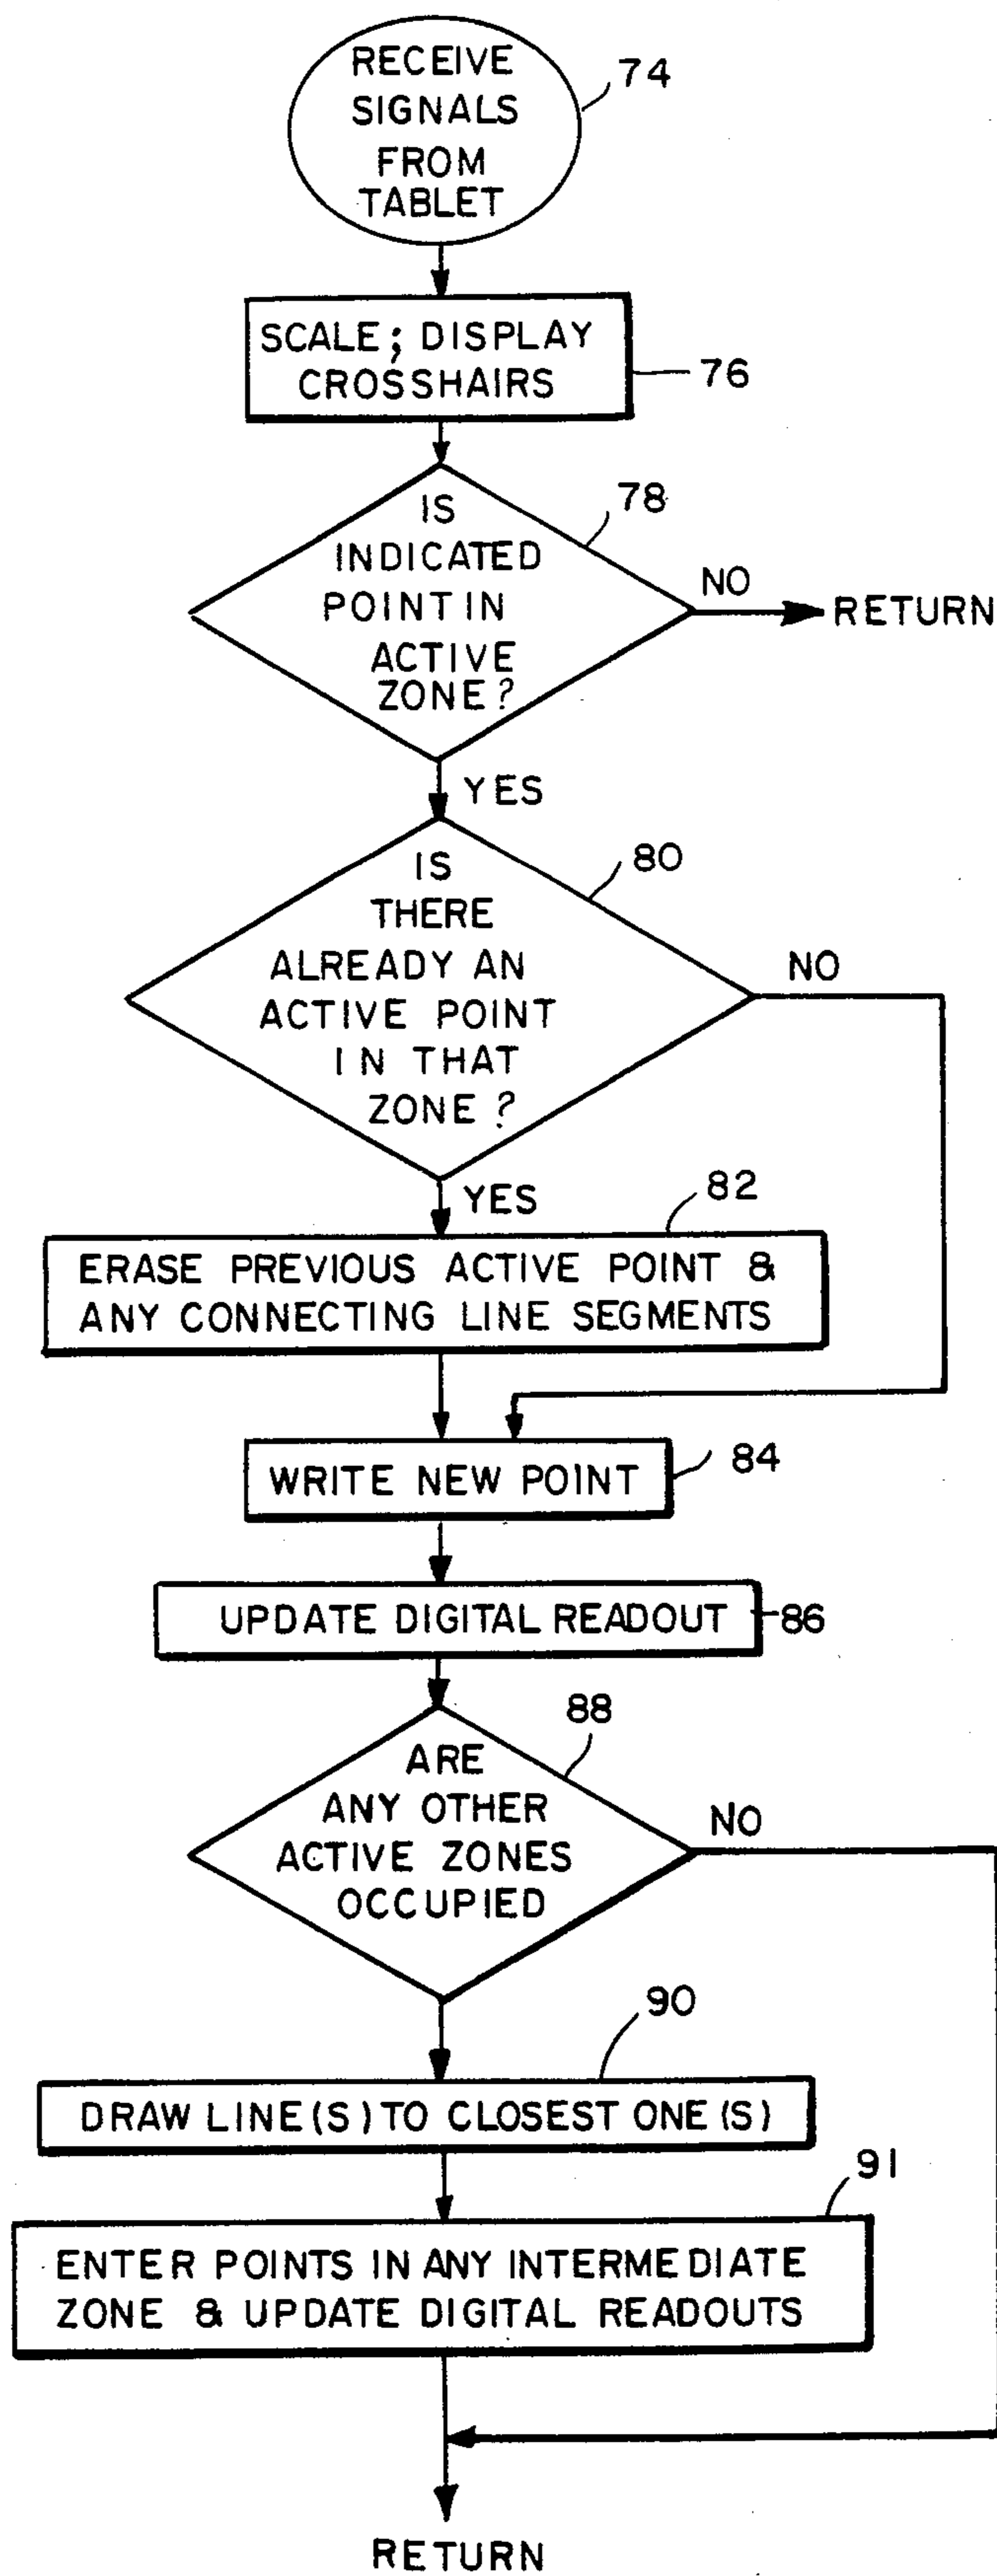 RECEIVE
SIGNALS
FROM
TABLET
74
SCALE; DISPLAY
CROSSHAIRS
76
IS
INDICATED
POINT IN
ACTIVE
ZONE?
78
NO
RETURN
YES
IS
THERE
ALREADY AN
ACTIVE POINT
IN THAT
ZONE?
80
NO
YES
82
ERASE PREVIOUS ACTIVE POINT &
ANY CONNECTING LINE SEGMENTS
WRITE NEW POINT
84
UPDATE DIGITAL READOUT
86
88
ARE
ANY OTHER
ACTIVE ZONES
OCCUPIED
NO
90
DRAW LINE(S) TO CLOSEST ONE(S)
91
ENTER POINTS IN ANY INTERMEDIATE
ZONE & UPDATE DIGITAL READOUTS
RETURN